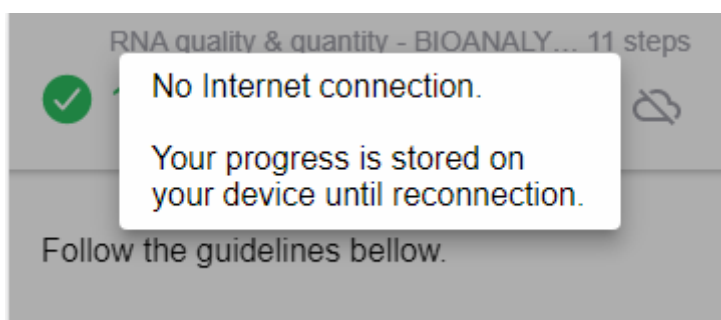 RNA quality & quantity - BIOANALY... 11 steps
No Internet connection.
Your progress is stored on
your device until reconnection.
Follow the guidelines bellow.